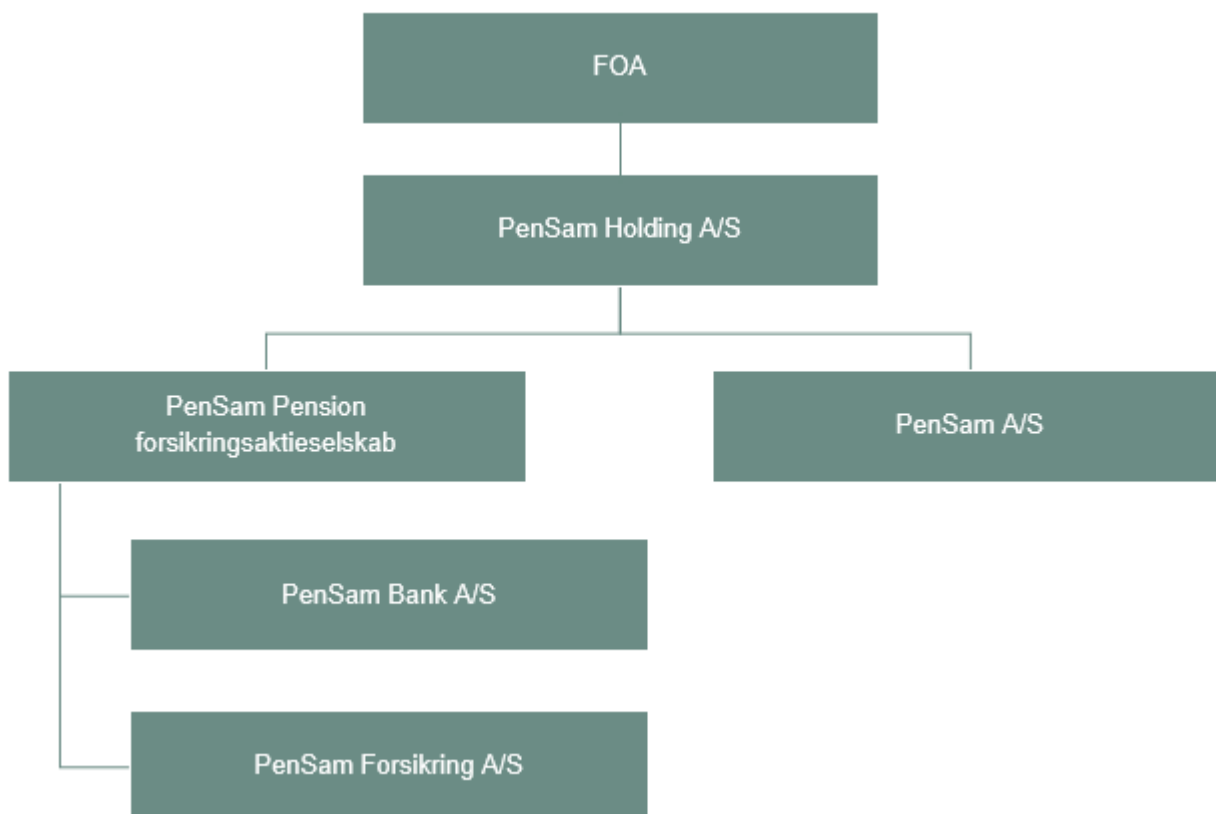 FOA
PenSam Holding A/S
PenSam Pension
forsikringsaktieselskab
PenSam A/S
PenSam Bank A/S
PenSam Forsikring A/S